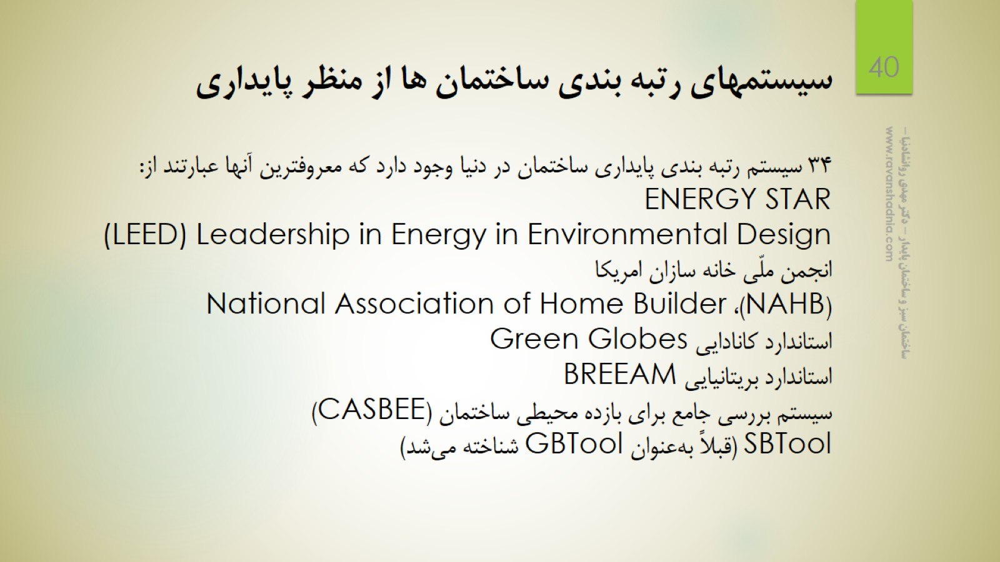 40
سیستمهای رتبه بندی ساختمان ها از منظر پایداری
۳۴ سیستم رتبه بندی پایداری ساختمان در دنیا وجود دارد که معروفترین آنها عبارتند از:
ENERGY STAR
(LEED) Leadership in Energy in Environmental Design
انجمن ملّی خانه سازان امریکا
(NAHB)، National Association of Home Builder
استاندارد کانادایی Green Globes
استاندارد بریتانیایی BREEAM
سیستم بررسی جامع برای بازده محیطی ساختمان (CASBEE)
SBTool (قبلاً به‌عنوان GBTool شناخته می‌شد)
ساختمان سبز و ساختمان پایدار – دکتر مهدی روانشادنیا –
www.ravanshadnia.com